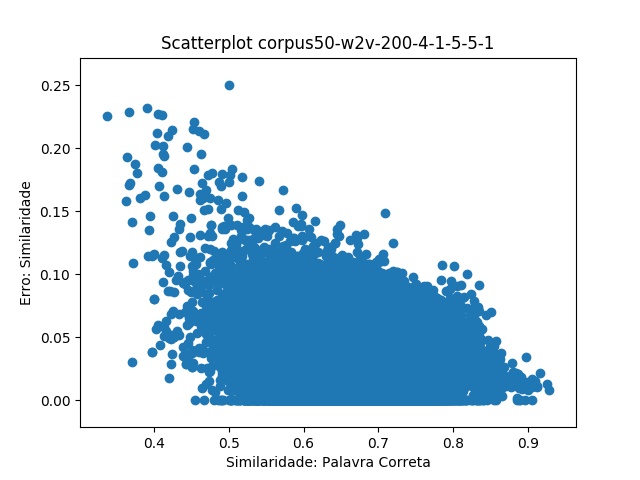 Scatterplot corpus50-w2v-200-4-1-5-5-1
Erro: Similaridade
0.25
0.20
0.15
0.10
0.05
0.00
0.4 0.5 0.6 0.7 0.8 0.9
Similaridade: Palavra Correta